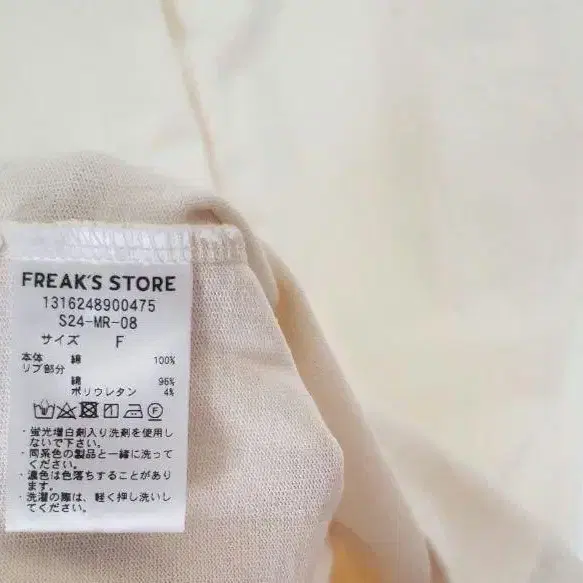 FREAK'S STORE
1316248900475
S24-MR-08
サイズ F
本体 綿 100%
リブ部分
綿 96%
ポリウレタン 4%
・蛍光増白剤入り洗剤を使用し
ないで下さい。
・同系色の製品と一緒に洗って
ください。
・濃色は色落ちすることがあり
ます。
・洗濯の際は、軽く押し洗いし
てください。